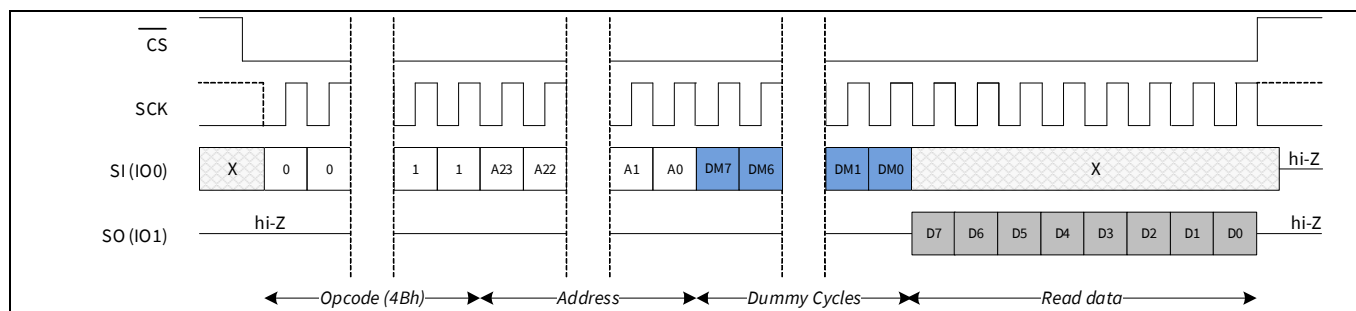 CS
SCK
SI (IO0) X 0 0 1 1 A23 A22 A1 A0 DM7 DM6 DM1 DM0 X hi-Z
SO (IO1) hi-Z D7 D6 D5 D4 D3 D2 D1 D0 hi-Z
Opcode (4Bh) Address Dummy Cycles Read data